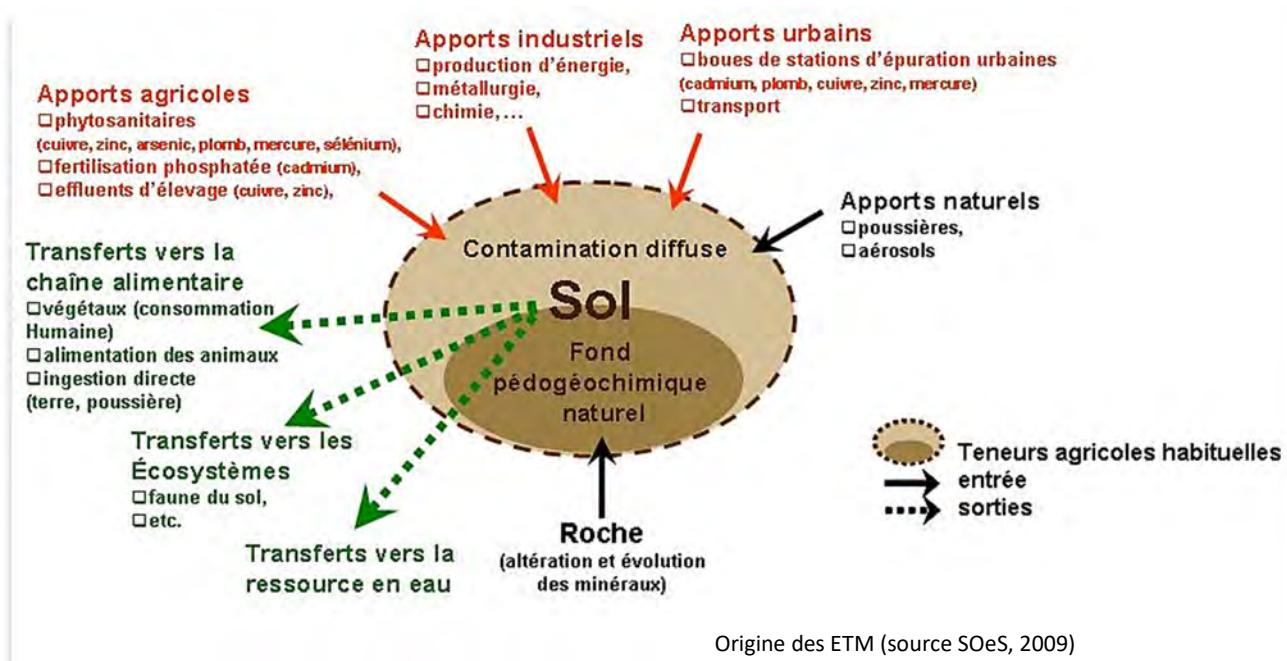 Apports agricoles
❑phytosanitaires
(cuivre, zinc, arsenic, plomb, mercure, sélénium),
❑fertilisation phosphatée (cadmium),
❑effluents d'élevage (cuivre, zinc),
Apports industriels
❑production d'énergie,
❑métallurgie,
❑chimie,...
Apports urbains
❑boues de stations d'épuration urbaines
(cadmium, plomb, cuivre, zinc, mercure)
❑transport
Apports naturels
❑poussières,
❑aérosols
Contamination diffuse
Sol
Fond
pédogéochimique
naturel
Transferts vers la
chaîne alimentaire
❑végétaux (consommation
Humaine)
❑alimentation des animaux
❑ingestion directe
(terre, poussière)
Transferts vers les
Écosystèmes
❑faune du sol,
❑etc.
Transferts vers la
ressource en eau
Roche
(altération et évolution
des minéraux)
Teneurs agricoles habituelles
entrée
sorties
Origine des ETM (source SOeS, 2009)